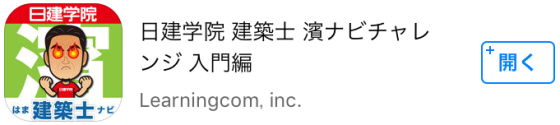 日建学院
濱
はま 建築士 ナビ
日建学院 建築士 濱ナビチャレ
ンジ 入門編
Learningcom, inc.
開く